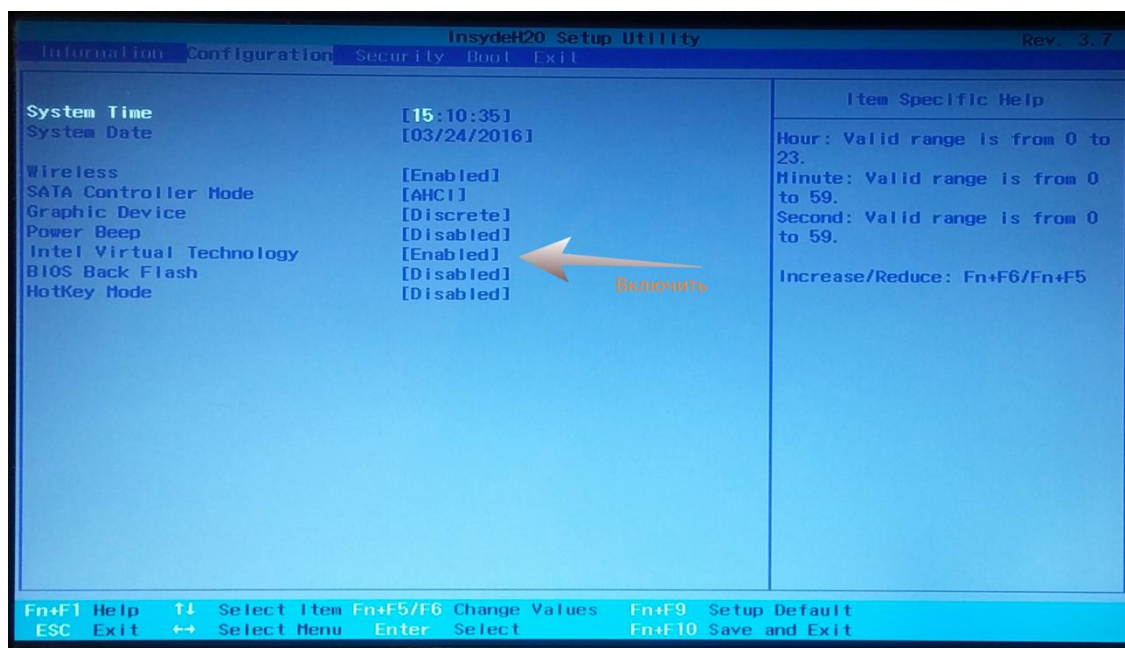 InsydeH20 Setup Utility Rev. 3.7
Information Configuration Security Boot Exit
Item Specific Help
System Time [15:10:35]
System Date [03/24/2016]
Hour: Valid range is from 0 to
23.
Wireless [Enabled]
Minute: Valid range is from 0
SATA Controller Mode [AHCI]
to 59.
Graphic Device [Discrete]
Second: Valid range is from 0
Power Beep [Disabled]
to 59.
Intel Virtual Technology [Enabled]
BIOS Back Flash [Disabled]
Включить
Increase/Reduce: Fn+F6/Fn+F5
HotKey Mode [Disabled]
Fn+F1 Help ↑↓ Select Item Fn+F5/F6 Change Values Fn+F9 Setup Default
ESC Exit ↔ Select Menu Enter Select Fn+F10 Save and Exit